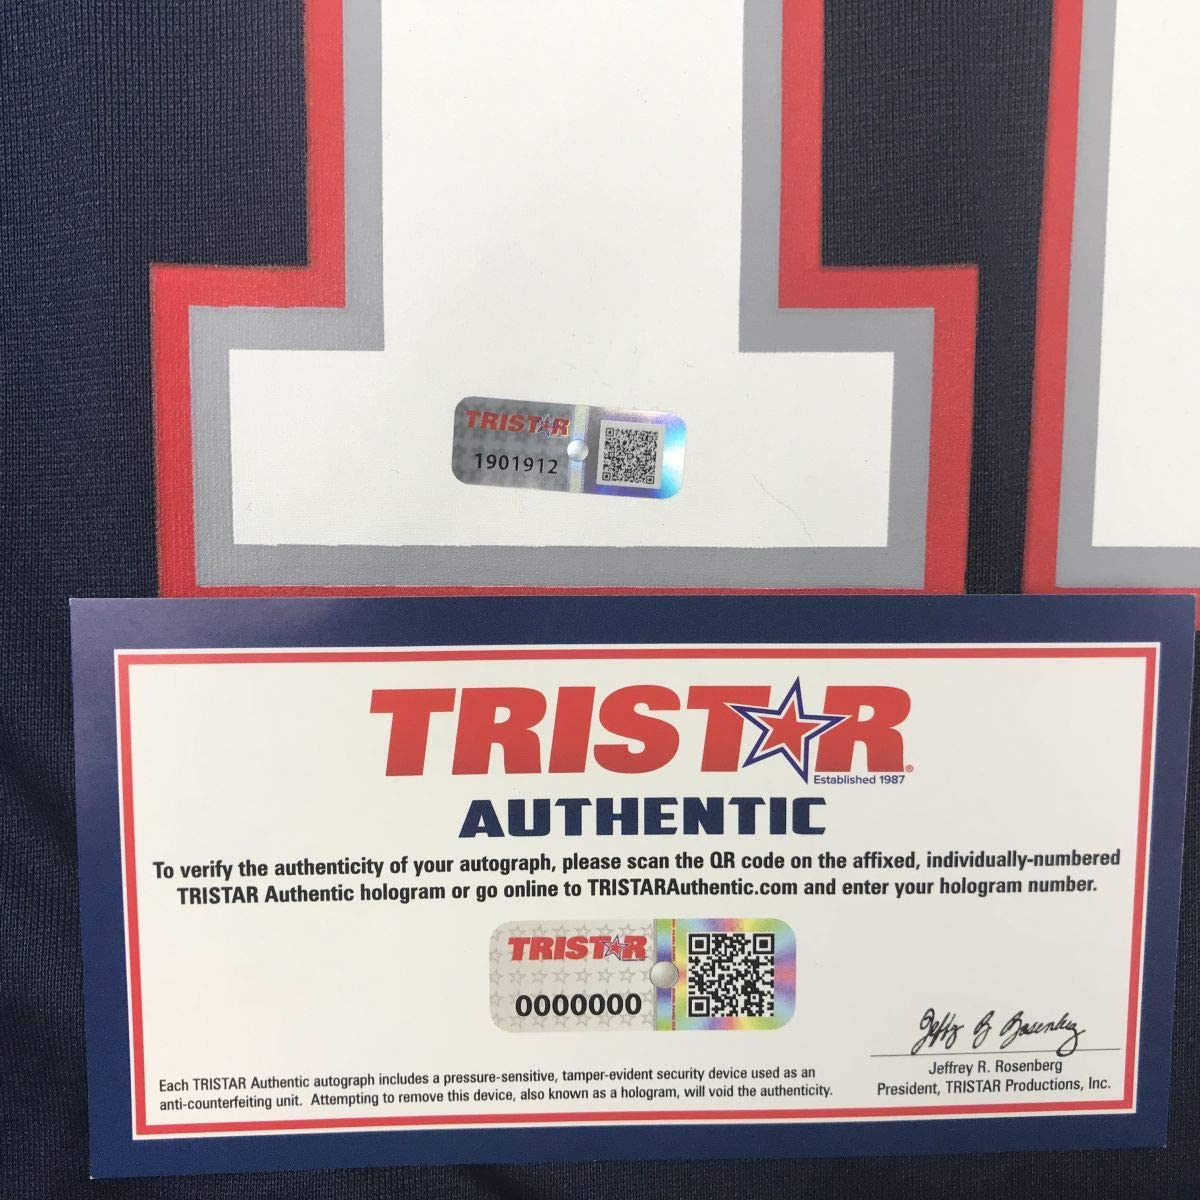 TRISTAR
1901912
TRISTAR®
Established 1987
AUTHENTIC
To verify the authenticity of your autograph, please scan the QR code on the affixed, individually-numbered
TRISTAR Authentic hologram or go online to TRISTARAuthentic.com and enter your hologram number.
TRISTAR
0000000
Jeffrey R. Rosenberg
President, TRISTAR Productions, Inc.
Each TRISTAR Authentic autograph includes a pressure-sensitive, tamper-evident security device used as an
anti-counterfeiting unit. Attempting to remove this device, also known as a hologram, will void the authenticity.